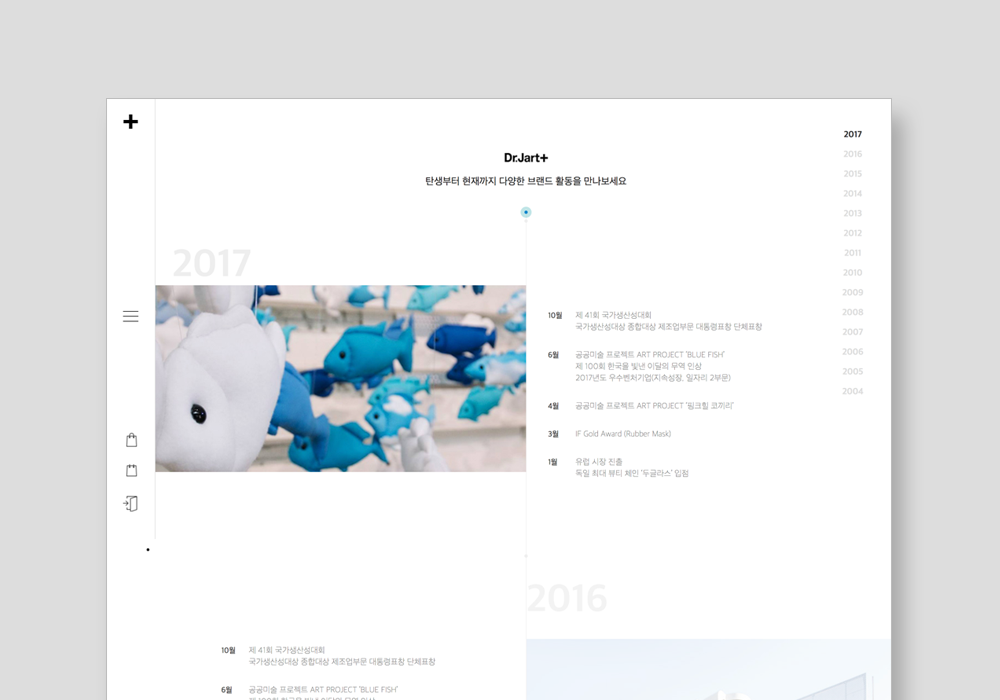 Dr.Jart+
탄생부터 현재까지 다양한 브랜드 활동을 만나보세요
2017
2016
2015
2014
2013
2012
2011
2010
2009
2008
2007
2006
2005
2004
2017
10월 제 41회 국가생산성대회
국가생산성대상 종합대상 제조업부문 대통령표창 단체표창
6월 공공미술 프로젝트 ART PROJECT 'BLUE FISH'
제 100회 한국을 빛낸 이달의 무역 인상
2017년도 우수벤처기업(지속성장, 일자리 2부문)
4월 공공미술 프로젝트 ART PROJECT '핑크힐 코끼리'
3월 IF Gold Award (Rubber Mask)
1월 유럽 시장 진출
독일 최대 뷰티 체인 '두글라스' 입점
2016
10월 제 41회 국가생산성대회
국가생산성대상 종합대상 제조업부문 대통령표창 단체표창
6월 공공미술 프로젝트 ART PROJECT 'BLUE FISH'